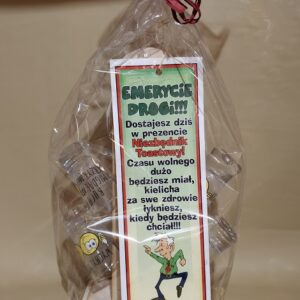 EMERYCIE
DROGI!!!
Dostajesz dziś
w prezencie
Niezbędnik
Toastowy!
Czasu wolnego
dużo
będziesz miał,
kielicha
za swe zdrowie
łykniesz,
kiedy będziesz
chciał!!!